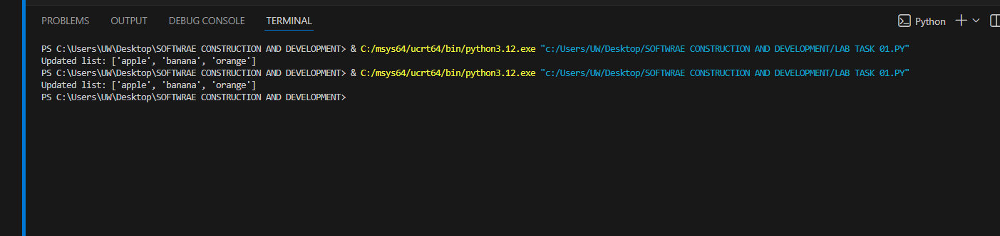 PROBLEMS OUTPUT DEBUG CONSOLE TERMINAL Python
PS C:\Users\UW\Desktop\SOFTWRAE CONSTRUCTION AND DEVELOPMENT> & C:/msys64/ucrt64/bin/python3.12.exe "c:/Users/UW/Desktop/SOFTWRAE CONSTRUCTION AND DEVELOPMENT/LAB TASK 01.PY"
Updated list: ['apple', 'banana', 'orange']
PS C:\Users\UW\Desktop\SOFTWRAE CONSTRUCTION AND DEVELOPMENT> & C:/msys64/ucrt64/bin/python3.12.exe "c:/Users/UW/Desktop/SOFTWRAE CONSTRUCTION AND DEVELOPMENT/LAB TASK 01.PY"
Updated list: ['apple', 'banana', 'orange']
PS C:\Users\UW\Desktop\SOFTWRAE CONSTRUCTION AND DEVELOPMENT>